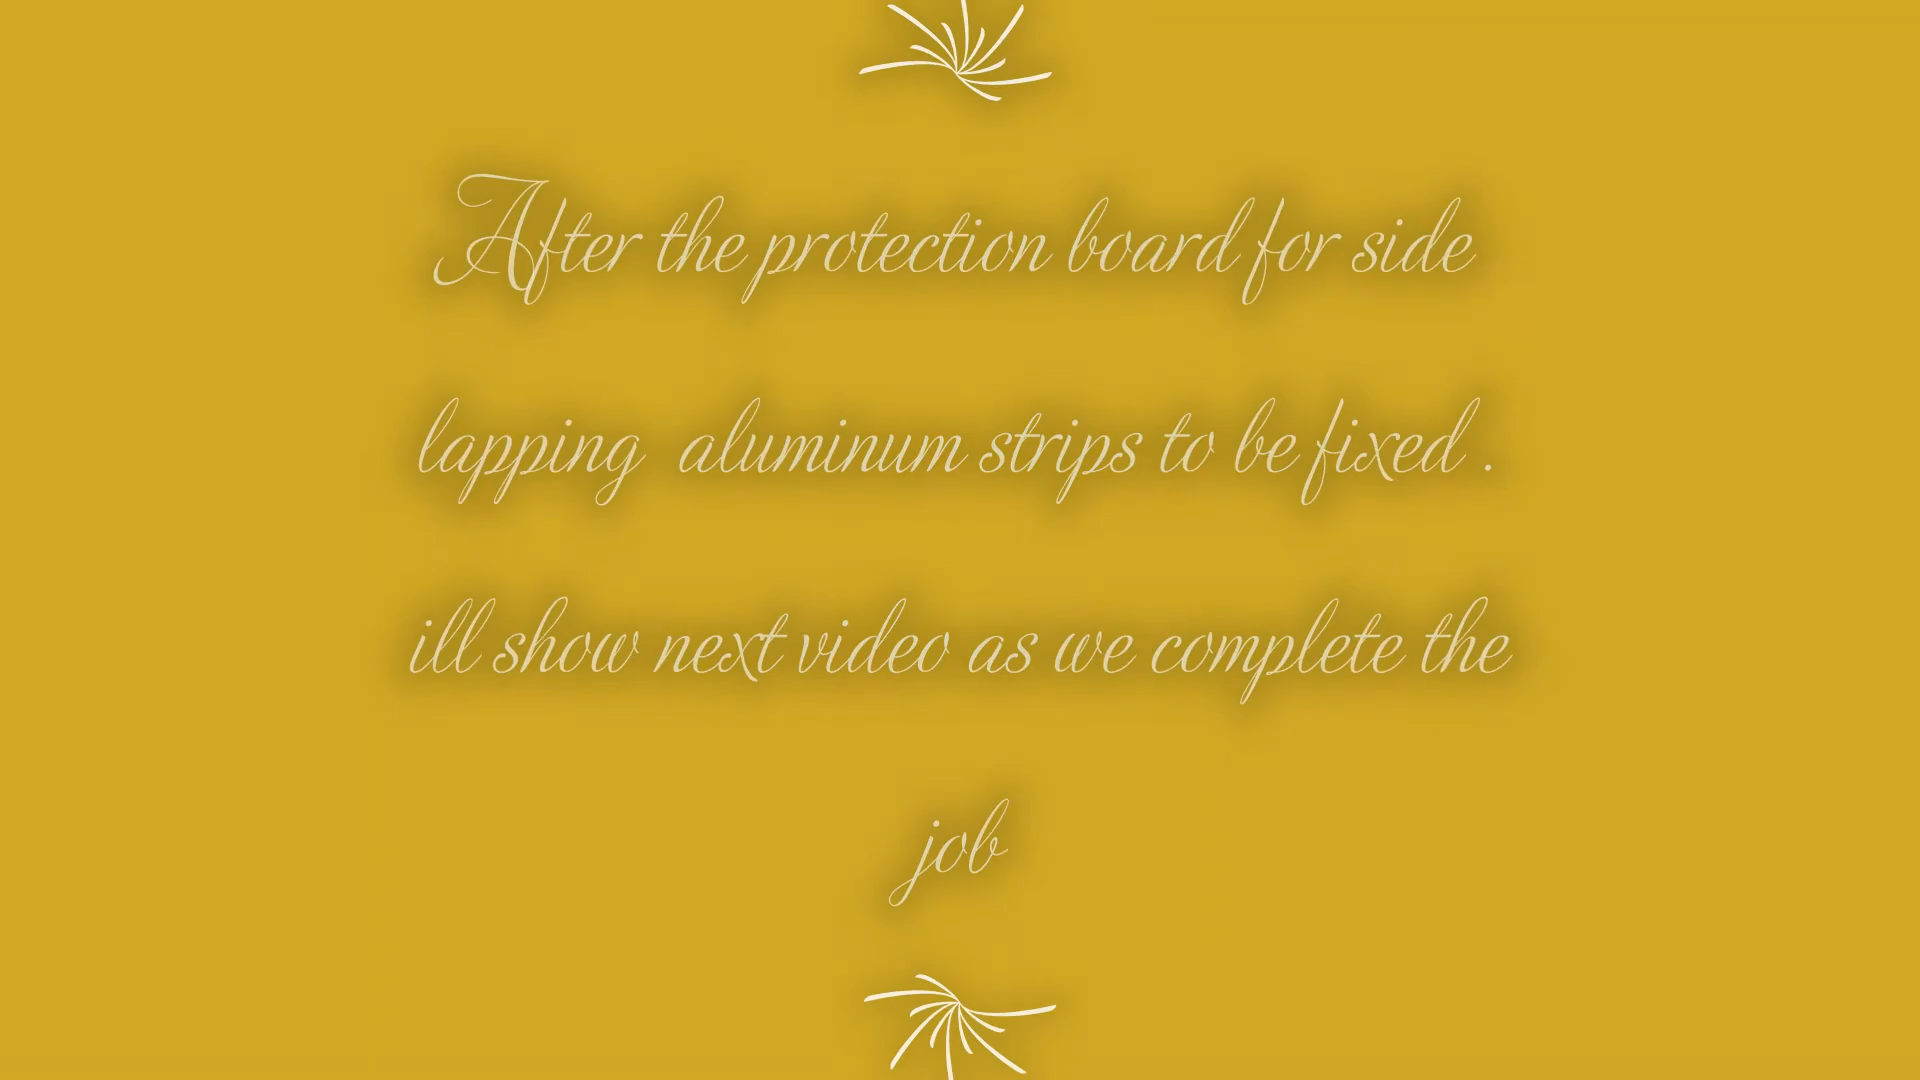 After the protection board for side
lapping aluminum strips to be fixed .
ill show next video as we complete the
job